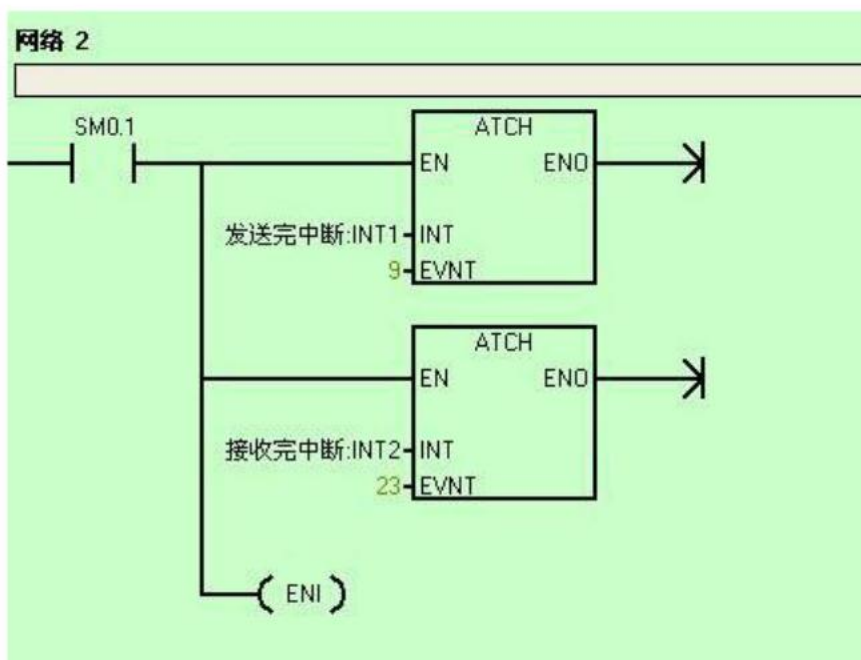 网络 2
SM0.1
ATCH
EN ENO
发送完中断:INT1 INT
9 EVNT
ATCH
EN ENO
接收完中断:INT2 INT
23 EVNT
ENI